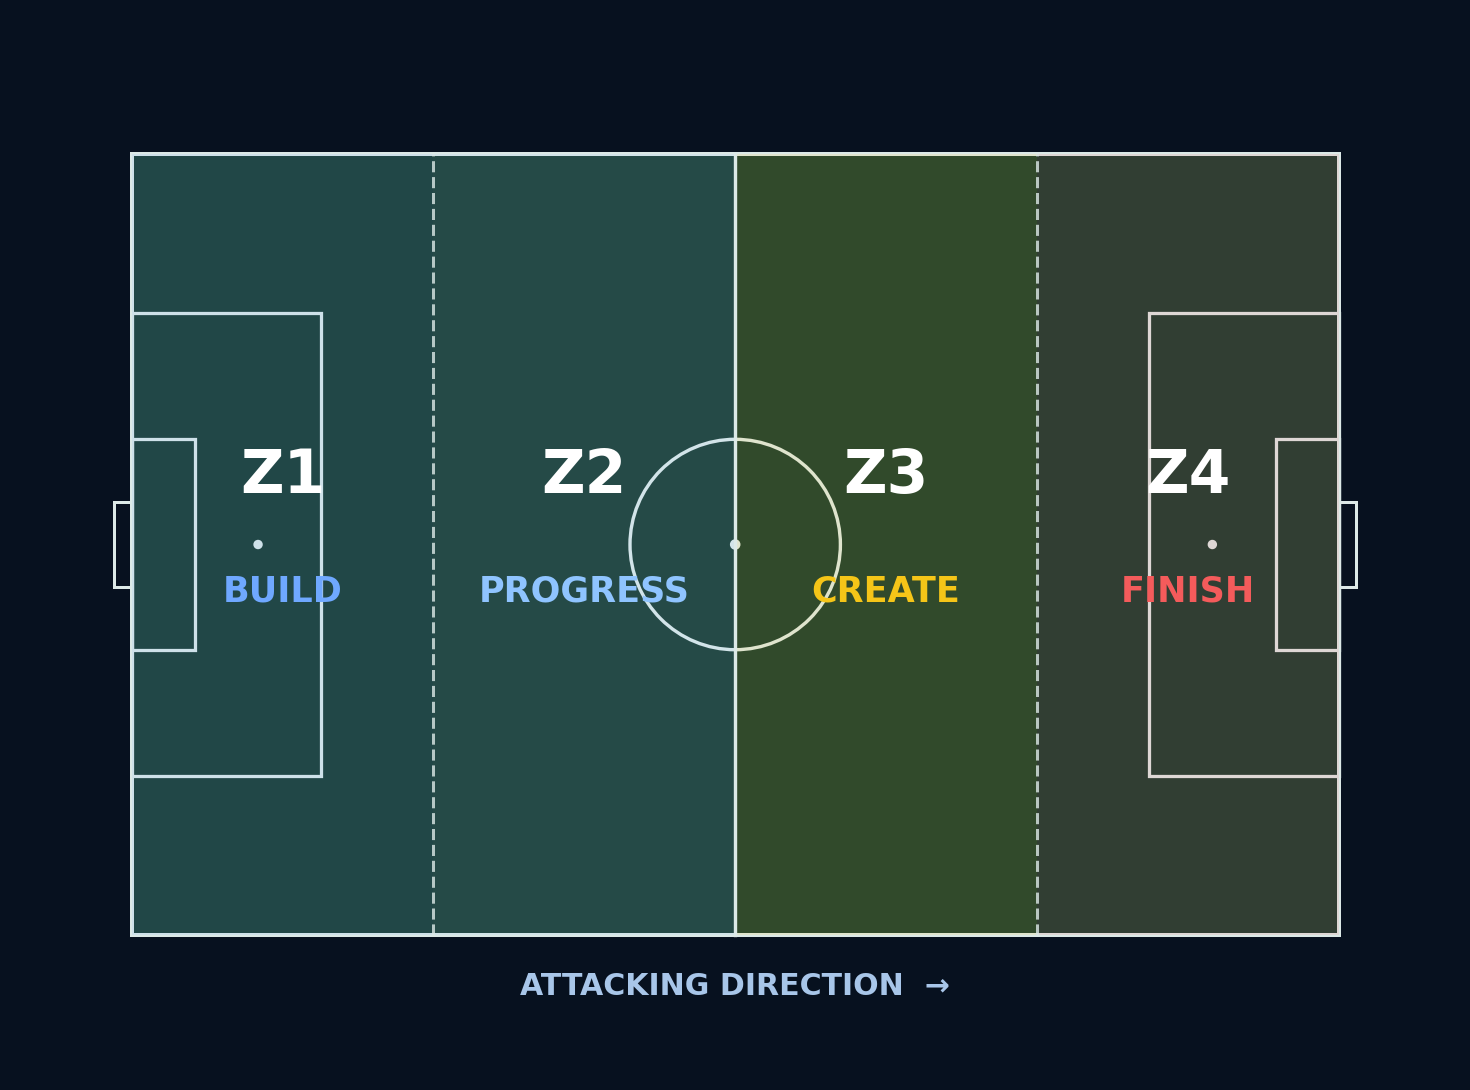 Z1
Z2
Z3
Z4
BUILD
PROGRESS
CREATE
FINISH
ATTACKING DIRECTION →